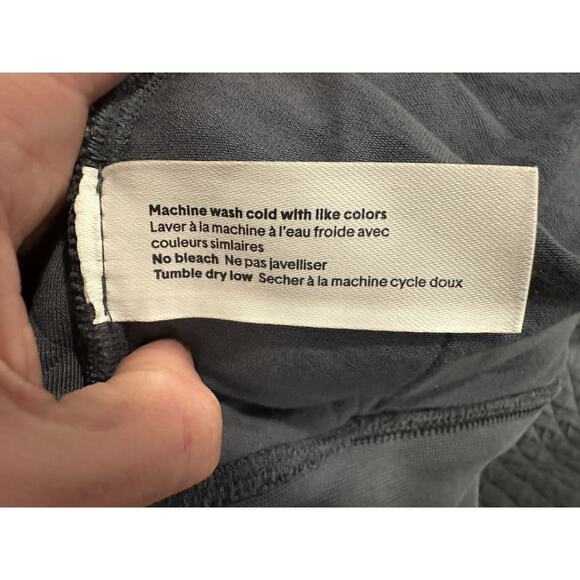 Machine wash cold with like colors
Laver à la machine à l'eau froide avec
couleurs simlaires
No bleach Ne pas javelliser
Tumble dry low Secher à la machine cycle doux